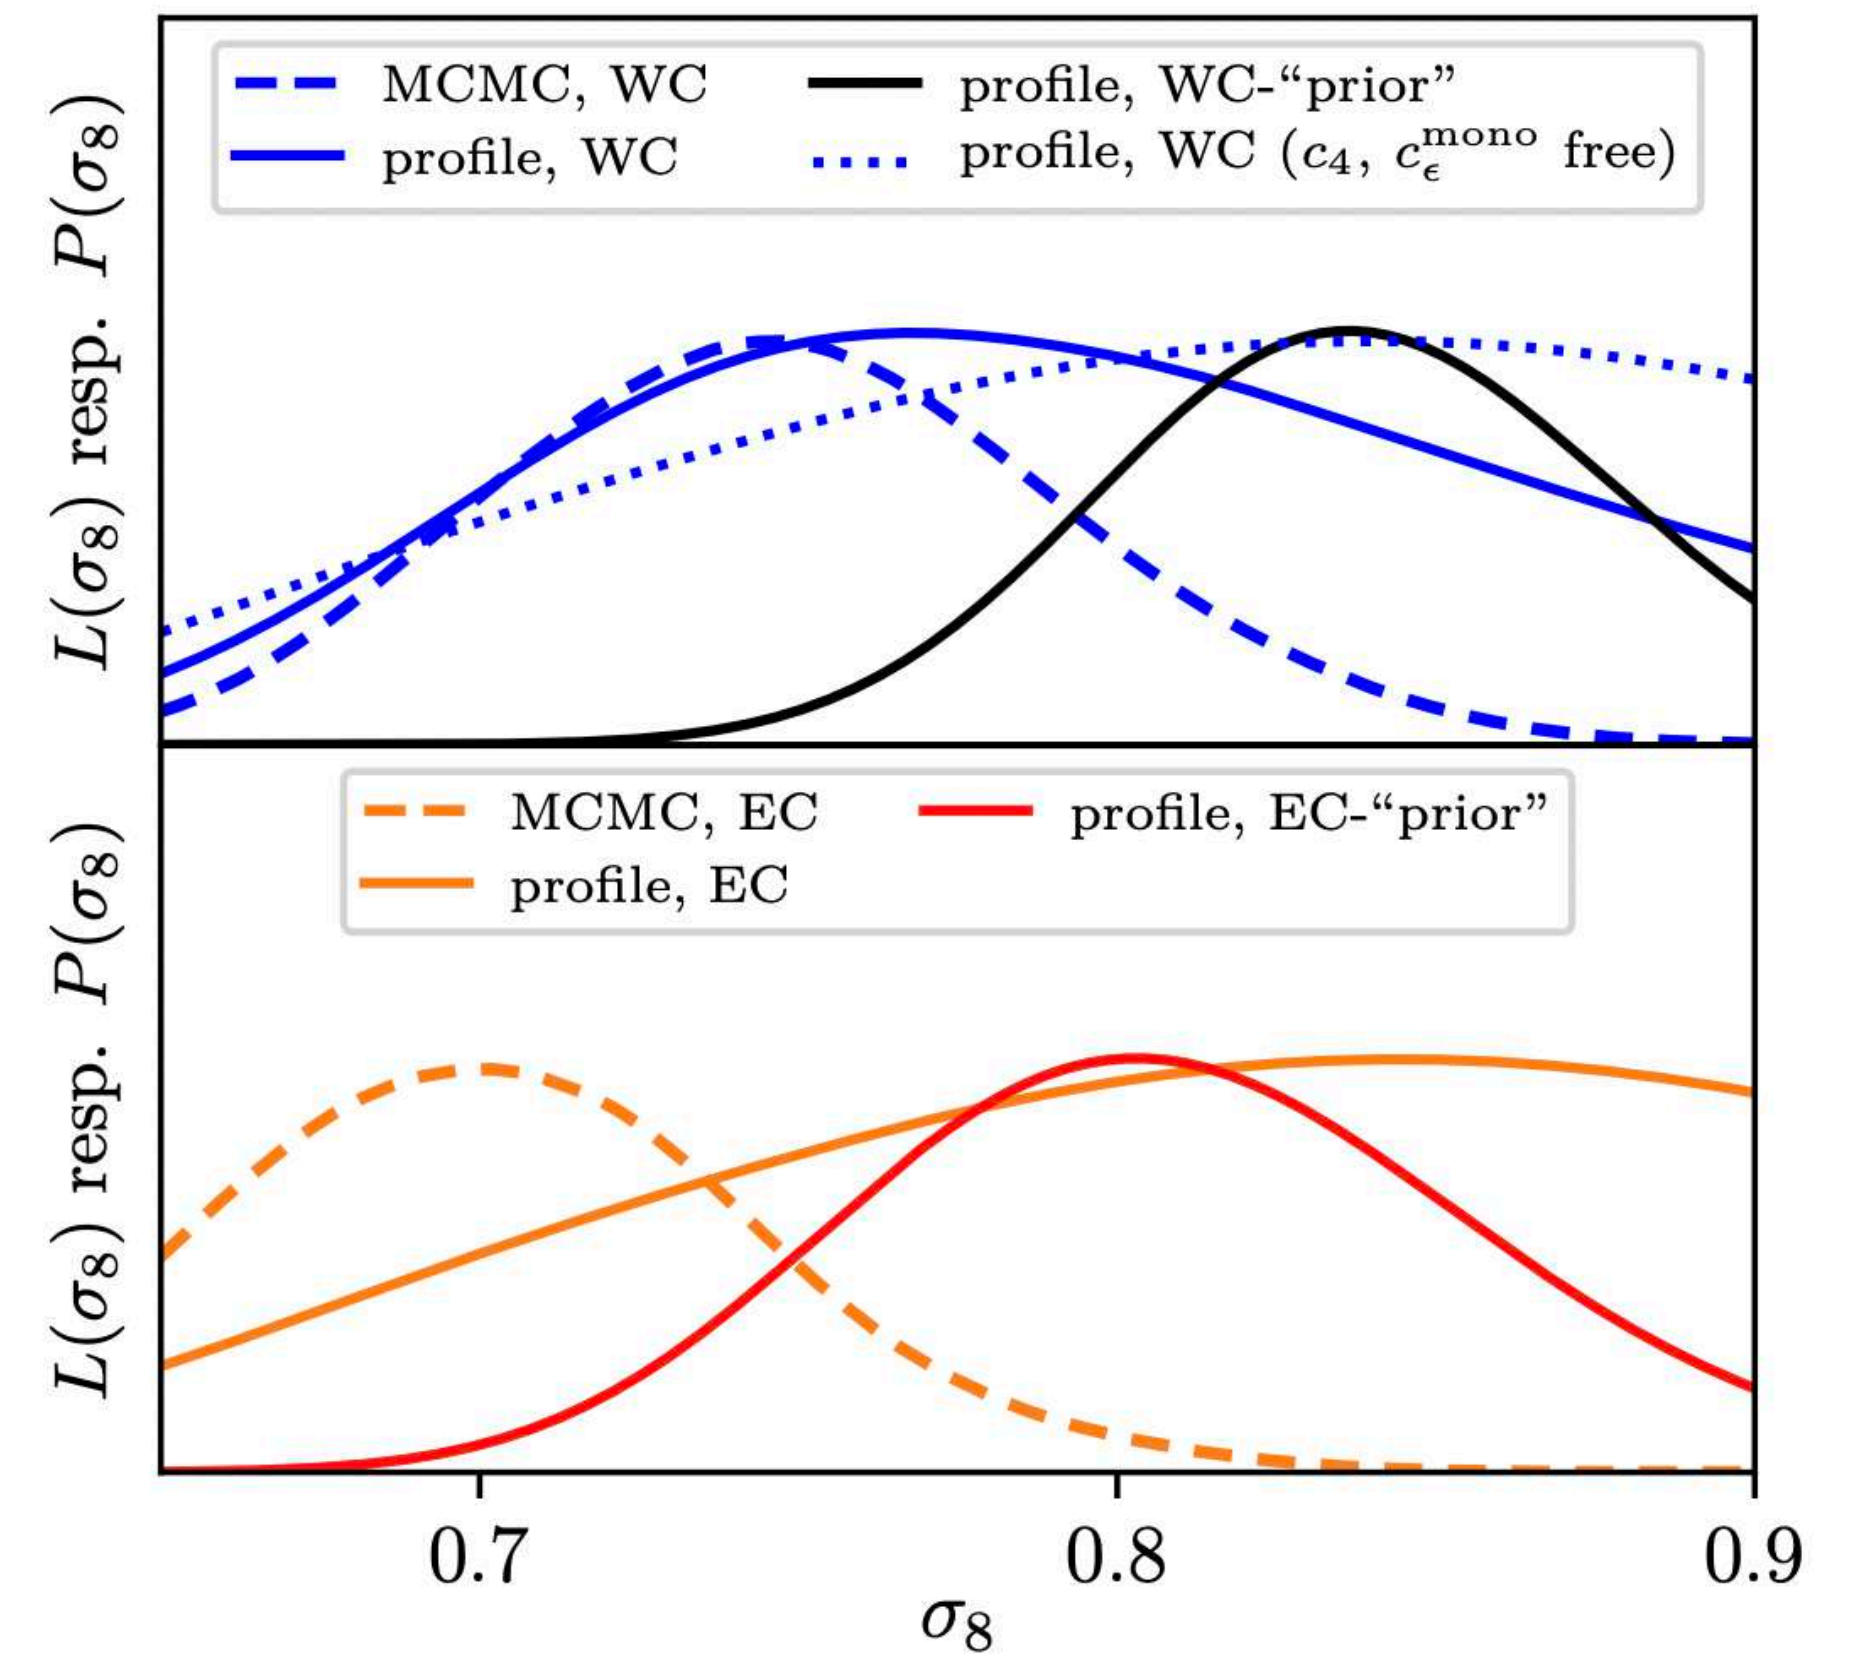 L(σ₈) resp. P(σ₈)
MCMC, WC
profile, WC
profile, WC-“prior”
profile, WC (c₄, c_ϵ^mono free)
L(σ₈) resp. P(σ₈)
MCMC, EC
profile, EC
profile, EC-“prior”
0.7 0.8 0.9
σ₈